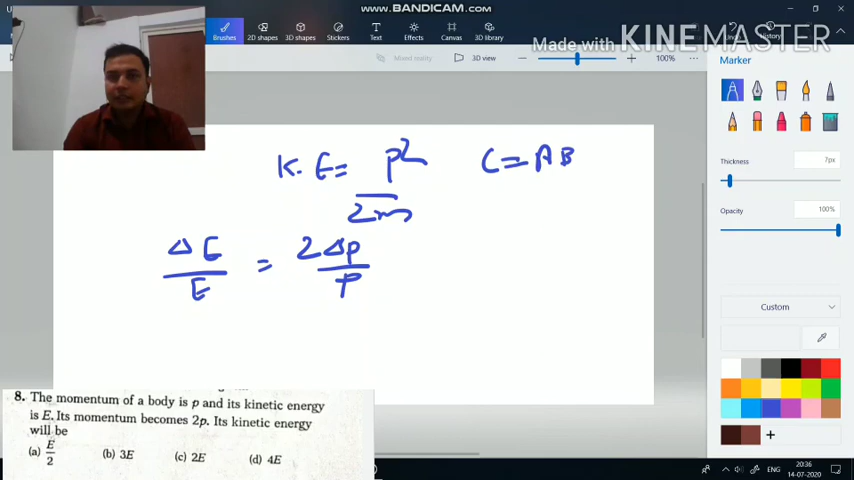 WWW.BANDICAM.COM
Made with KINEMASTER
Brushes
2D shapes
3D shapes
Stickers
Text
Effects
Canvas
3D library
History
Mixed reality
3D view
100%
Marker
Thickness
7px
Opacity
100%
Custom
K.E= p² C=AB
2m
ΔE = 2Δp
E P
8. The momentum of a body is p and its kinetic energy
is E. Its momentum becomes 2p. Its kinetic energy
will be
(a) E/2 (b) 3E (c) 2E (d) 4E
ENG
20:36
14-07-2020